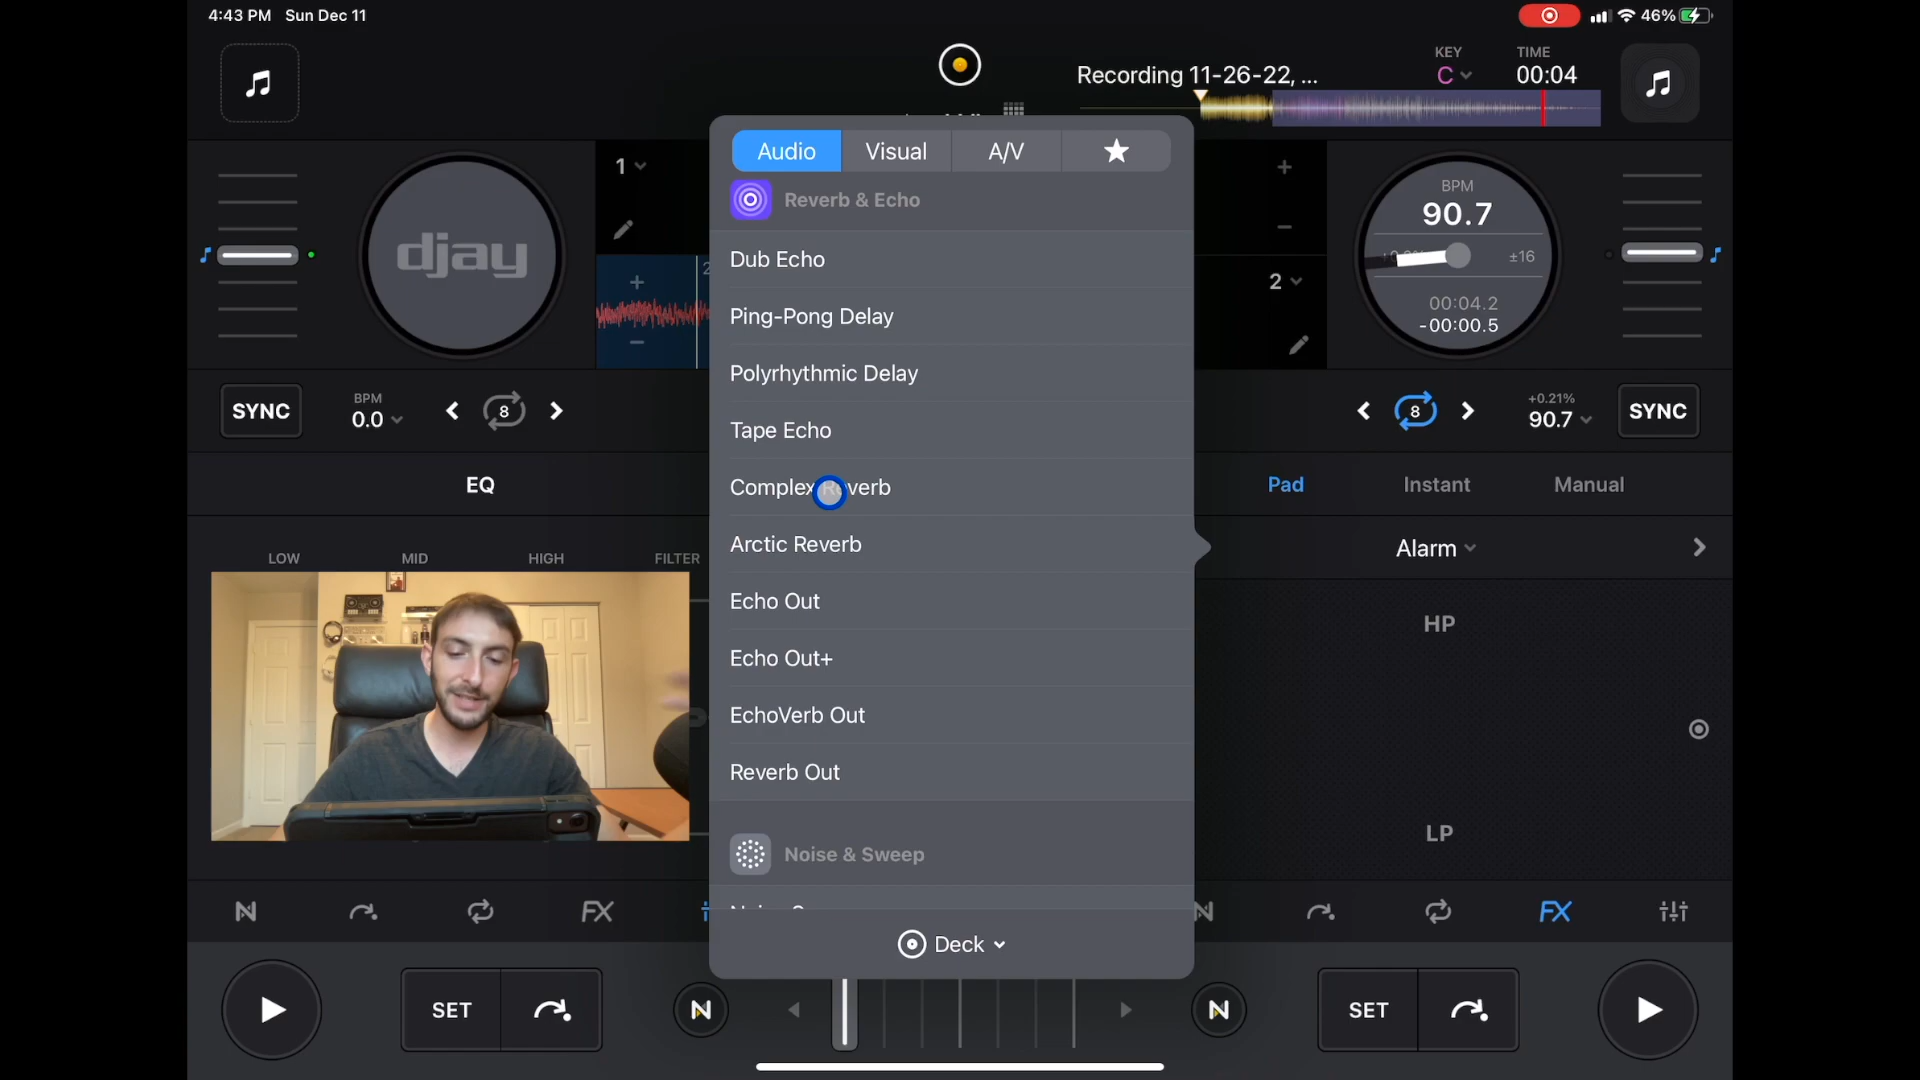 4:43 PM Sun Dec 11
46%
Recording 11-26-22, ...
KEY
C
TIME
00:04
Audio
Visual
A/V
Reverb & Echo
djay
1
2
Dub Echo
Ping-Pong Delay
Polyrhythmic Delay
Tape Echo
Complex Reverb
Arctic Reverb
Echo Out
Echo Out+
EchoVerb Out
Reverb Out
Noise & Sweep
Deck
BPM
90.7
±16
00:04.2
-00:00.5
2
SYNC
BPM
0.0
8
8
+0.21%
90.7
SYNC
EQ
Pad
Instant
Manual
LOW
MID
HIGH
FILTER
Alarm
HP
LP
FX
FX
SET
SET